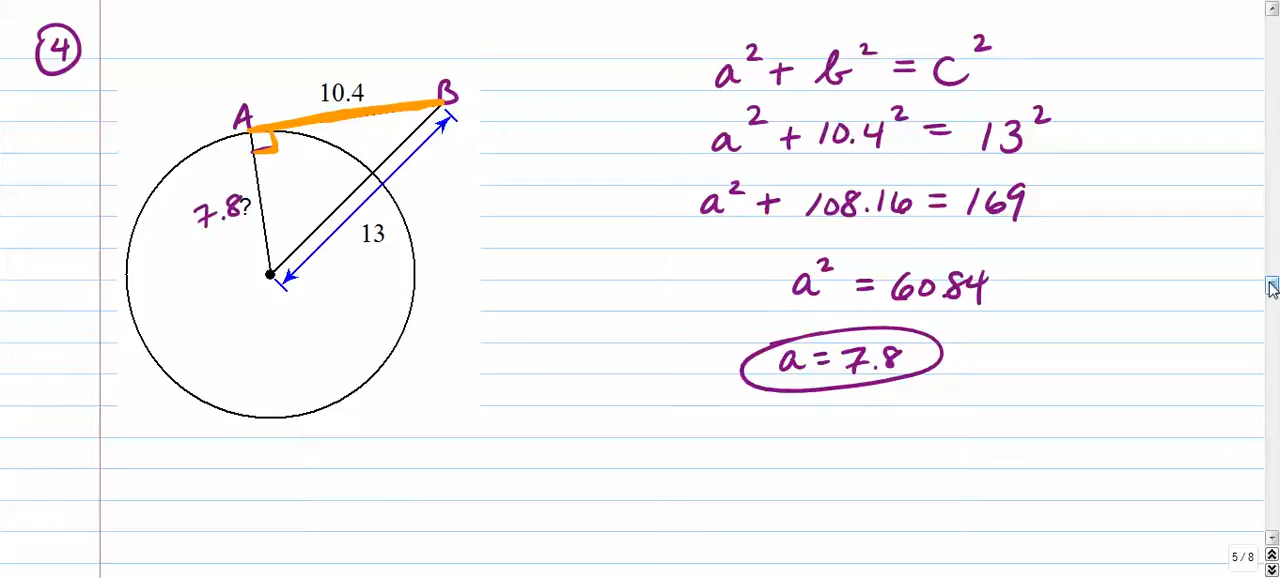 4
A
10.4
B
7.8?
13
a² + b² = c²
a² + 10.4² = 13²
a² + 108.16 = 169
a² = 60.84
a = 7.8
5 / 8